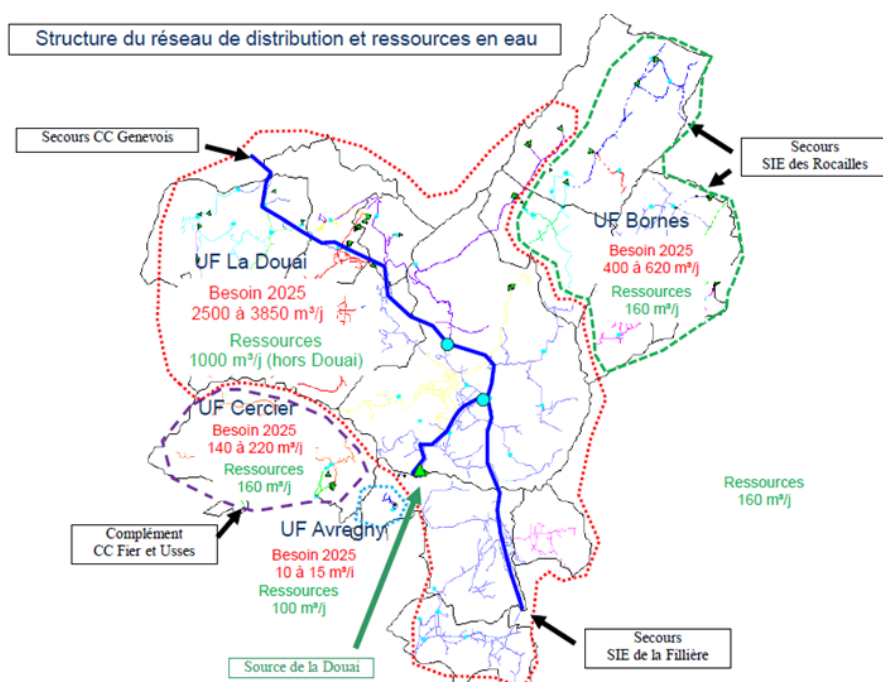 Structure du réseau de distribution et ressources en eau
Secours CC Genevois
Secours
SIE des Rocailles
UF Bornes
Besoin 2025
400 à 620 m³/j
Ressources
160 m³/j
UF La Douai
Besoin 2025
2500 à 3850 m³/j
Ressources
1000 m³/j (hors Douai)
UF Cercier
Besoin 2025
140 à 220 m³/j
Ressources
160 m³/j
Ressources
160 m³/j
Complément
CC Fier et Usses
UF Avregny
Besoin 2025
10 à 15 m³/j
Ressources
100 m³/j
Source de la Douai
Secours
SIE de la Fillière